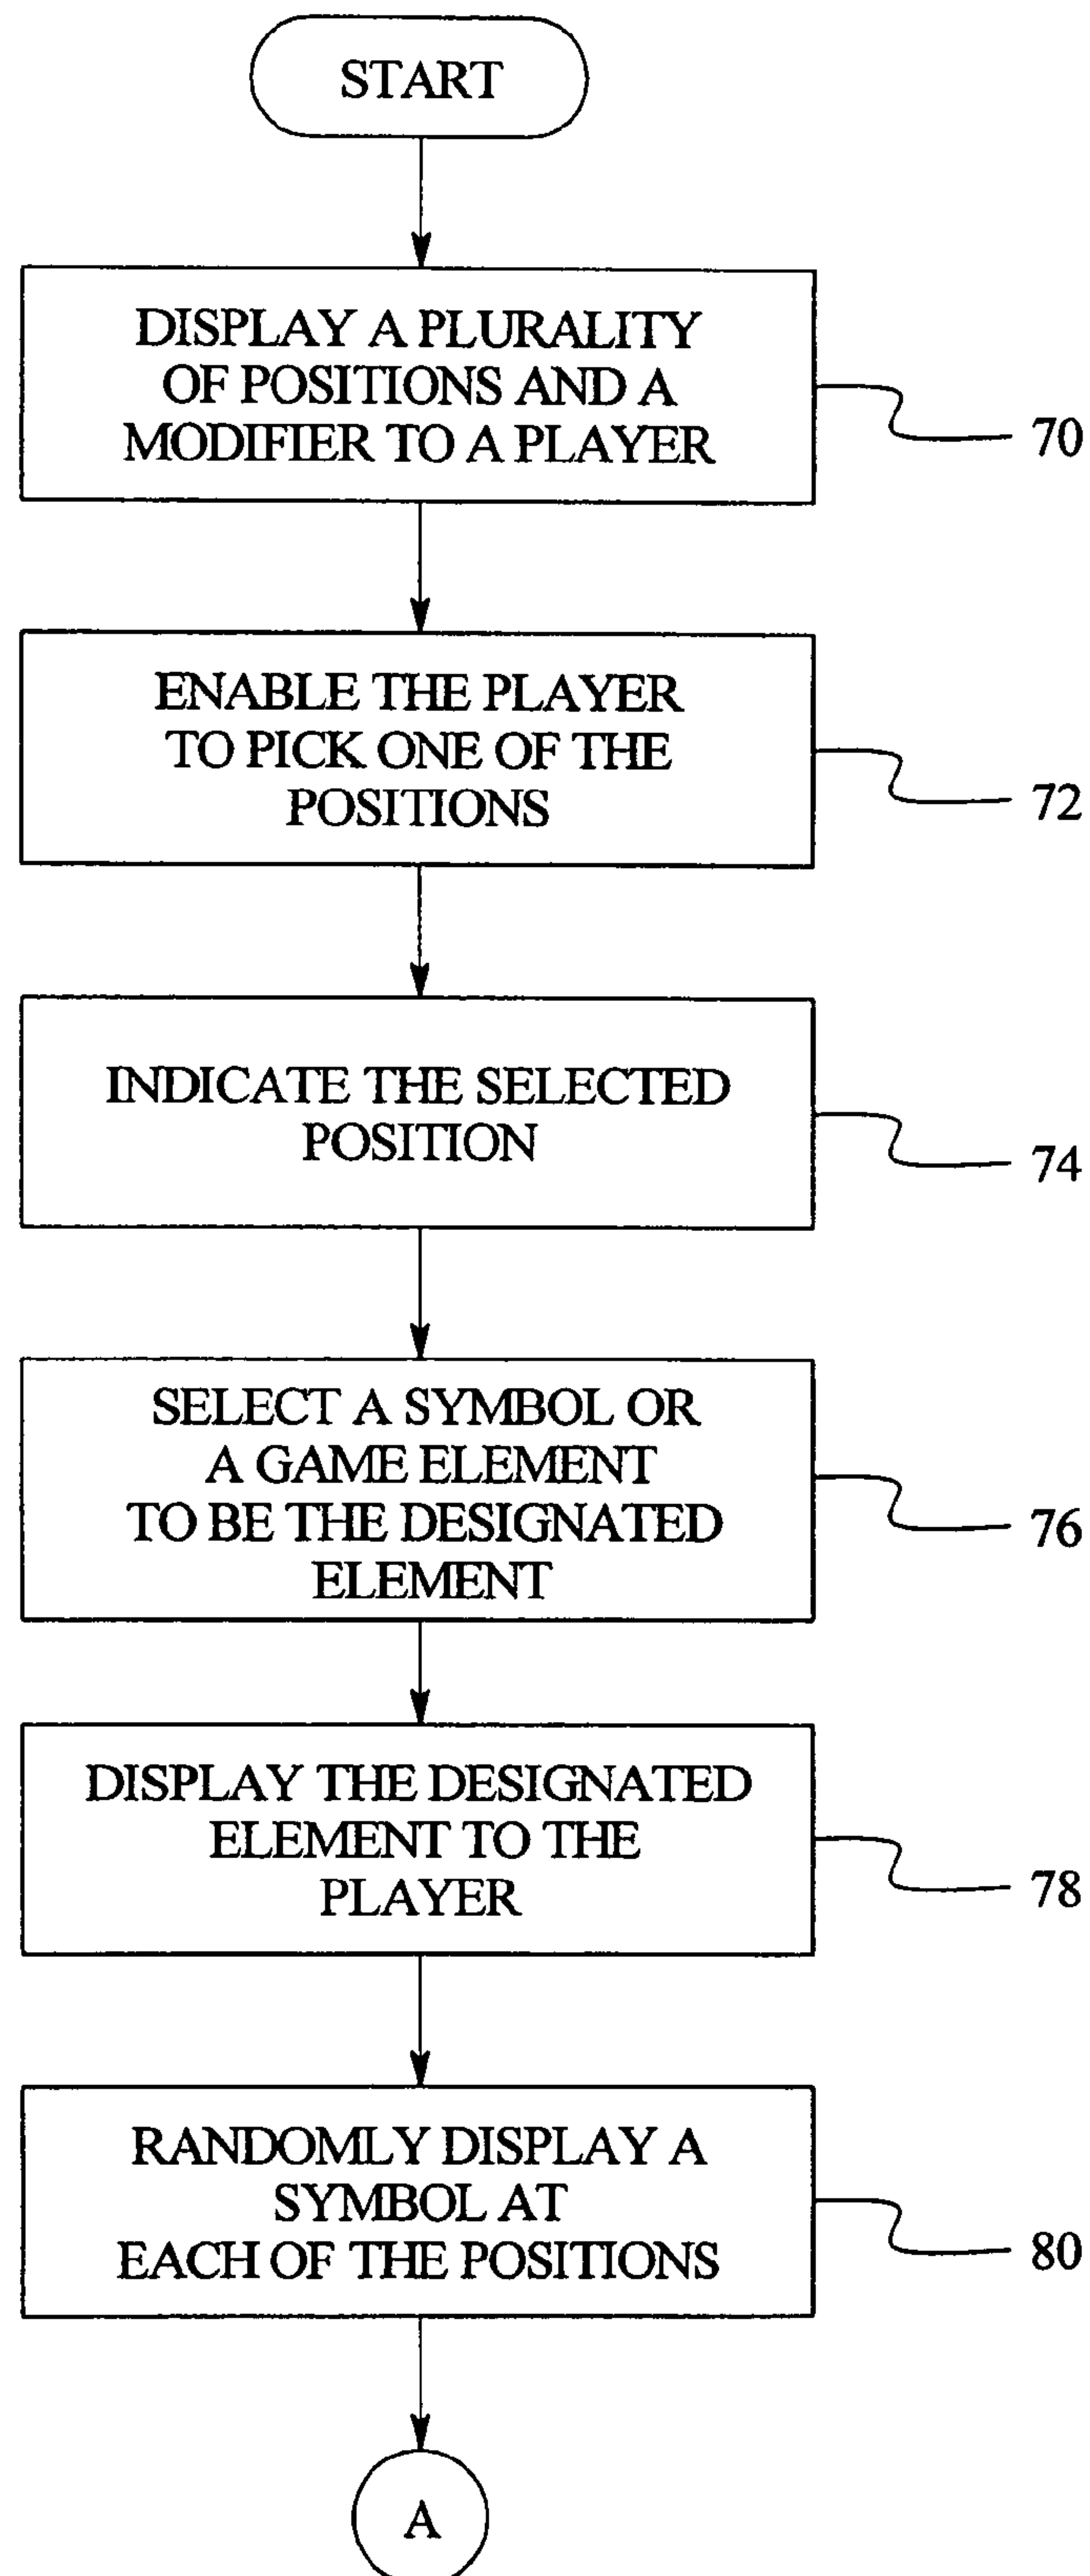 START
DISPLAY A PLURALITY
OF POSITIONS AND A
MODIFIER TO A PLAYER
70
ENABLE THE PLAYER
TO PICK ONE OF THE
POSITIONS
72
INDICATE THE SELECTED
POSITION
74
SELECT A SYMBOL OR
A GAME ELEMENT
TO BE THE DESIGNATED
ELEMENT
76
DISPLAY THE DESIGNATED
ELEMENT TO THE
PLAYER
78
RANDOMLY DISPLAY A
SYMBOL AT
EACH OF THE POSITIONS
80
A